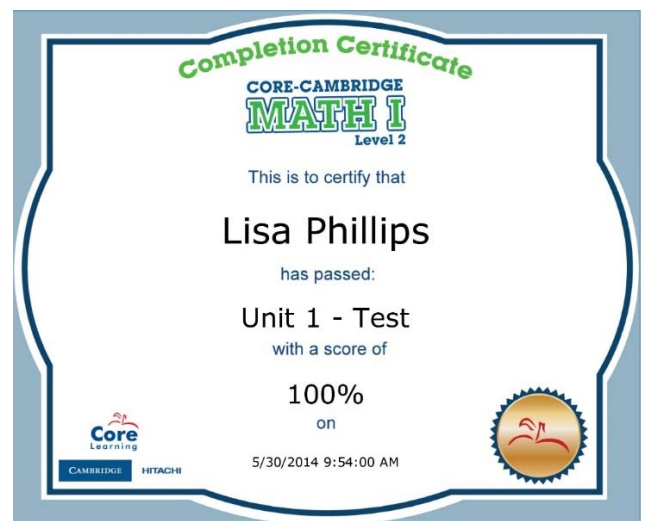 Completion Certificate
CORE-CAMBRIDGE
MATH I
Level 2
This is to certify that
Lisa Phillips
has passed:
Unit 1 - Test
with a score of
100%
on
5/30/2014 9:54:00 AM
Core
Learning
CAMBRIDGE HITACHI